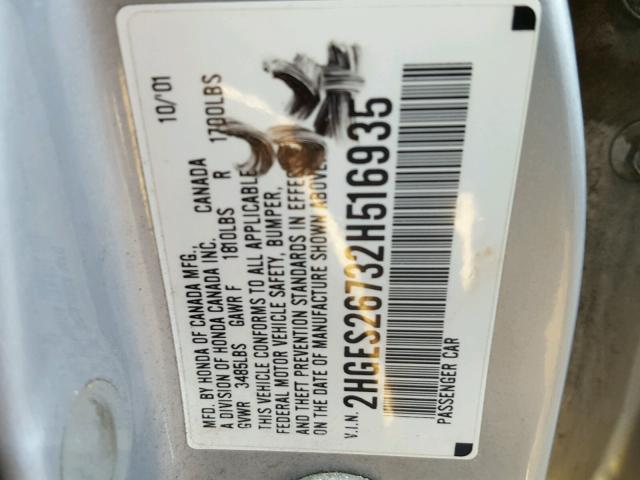 MFD. BY HONDA OF CANADA MFG., CANADA 10/'01
A DIVISION OF HONDA CANADA INC.
GVWR 3485LBS GAWR F 1800LBS R 1700LBS
THIS VEHICLE CONFORMS TO ALL APPLICABLE
FEDERAL MOTOR VEHICLE SAFETY, BUMPER,
AND THEFT PREVENTION STANDARDS IN EFFECT
ON THE DATE OF MANUFACTURE SHOWN ABOVE.
V.I.N. 2HGES26732H516935
PASSENGER CAR